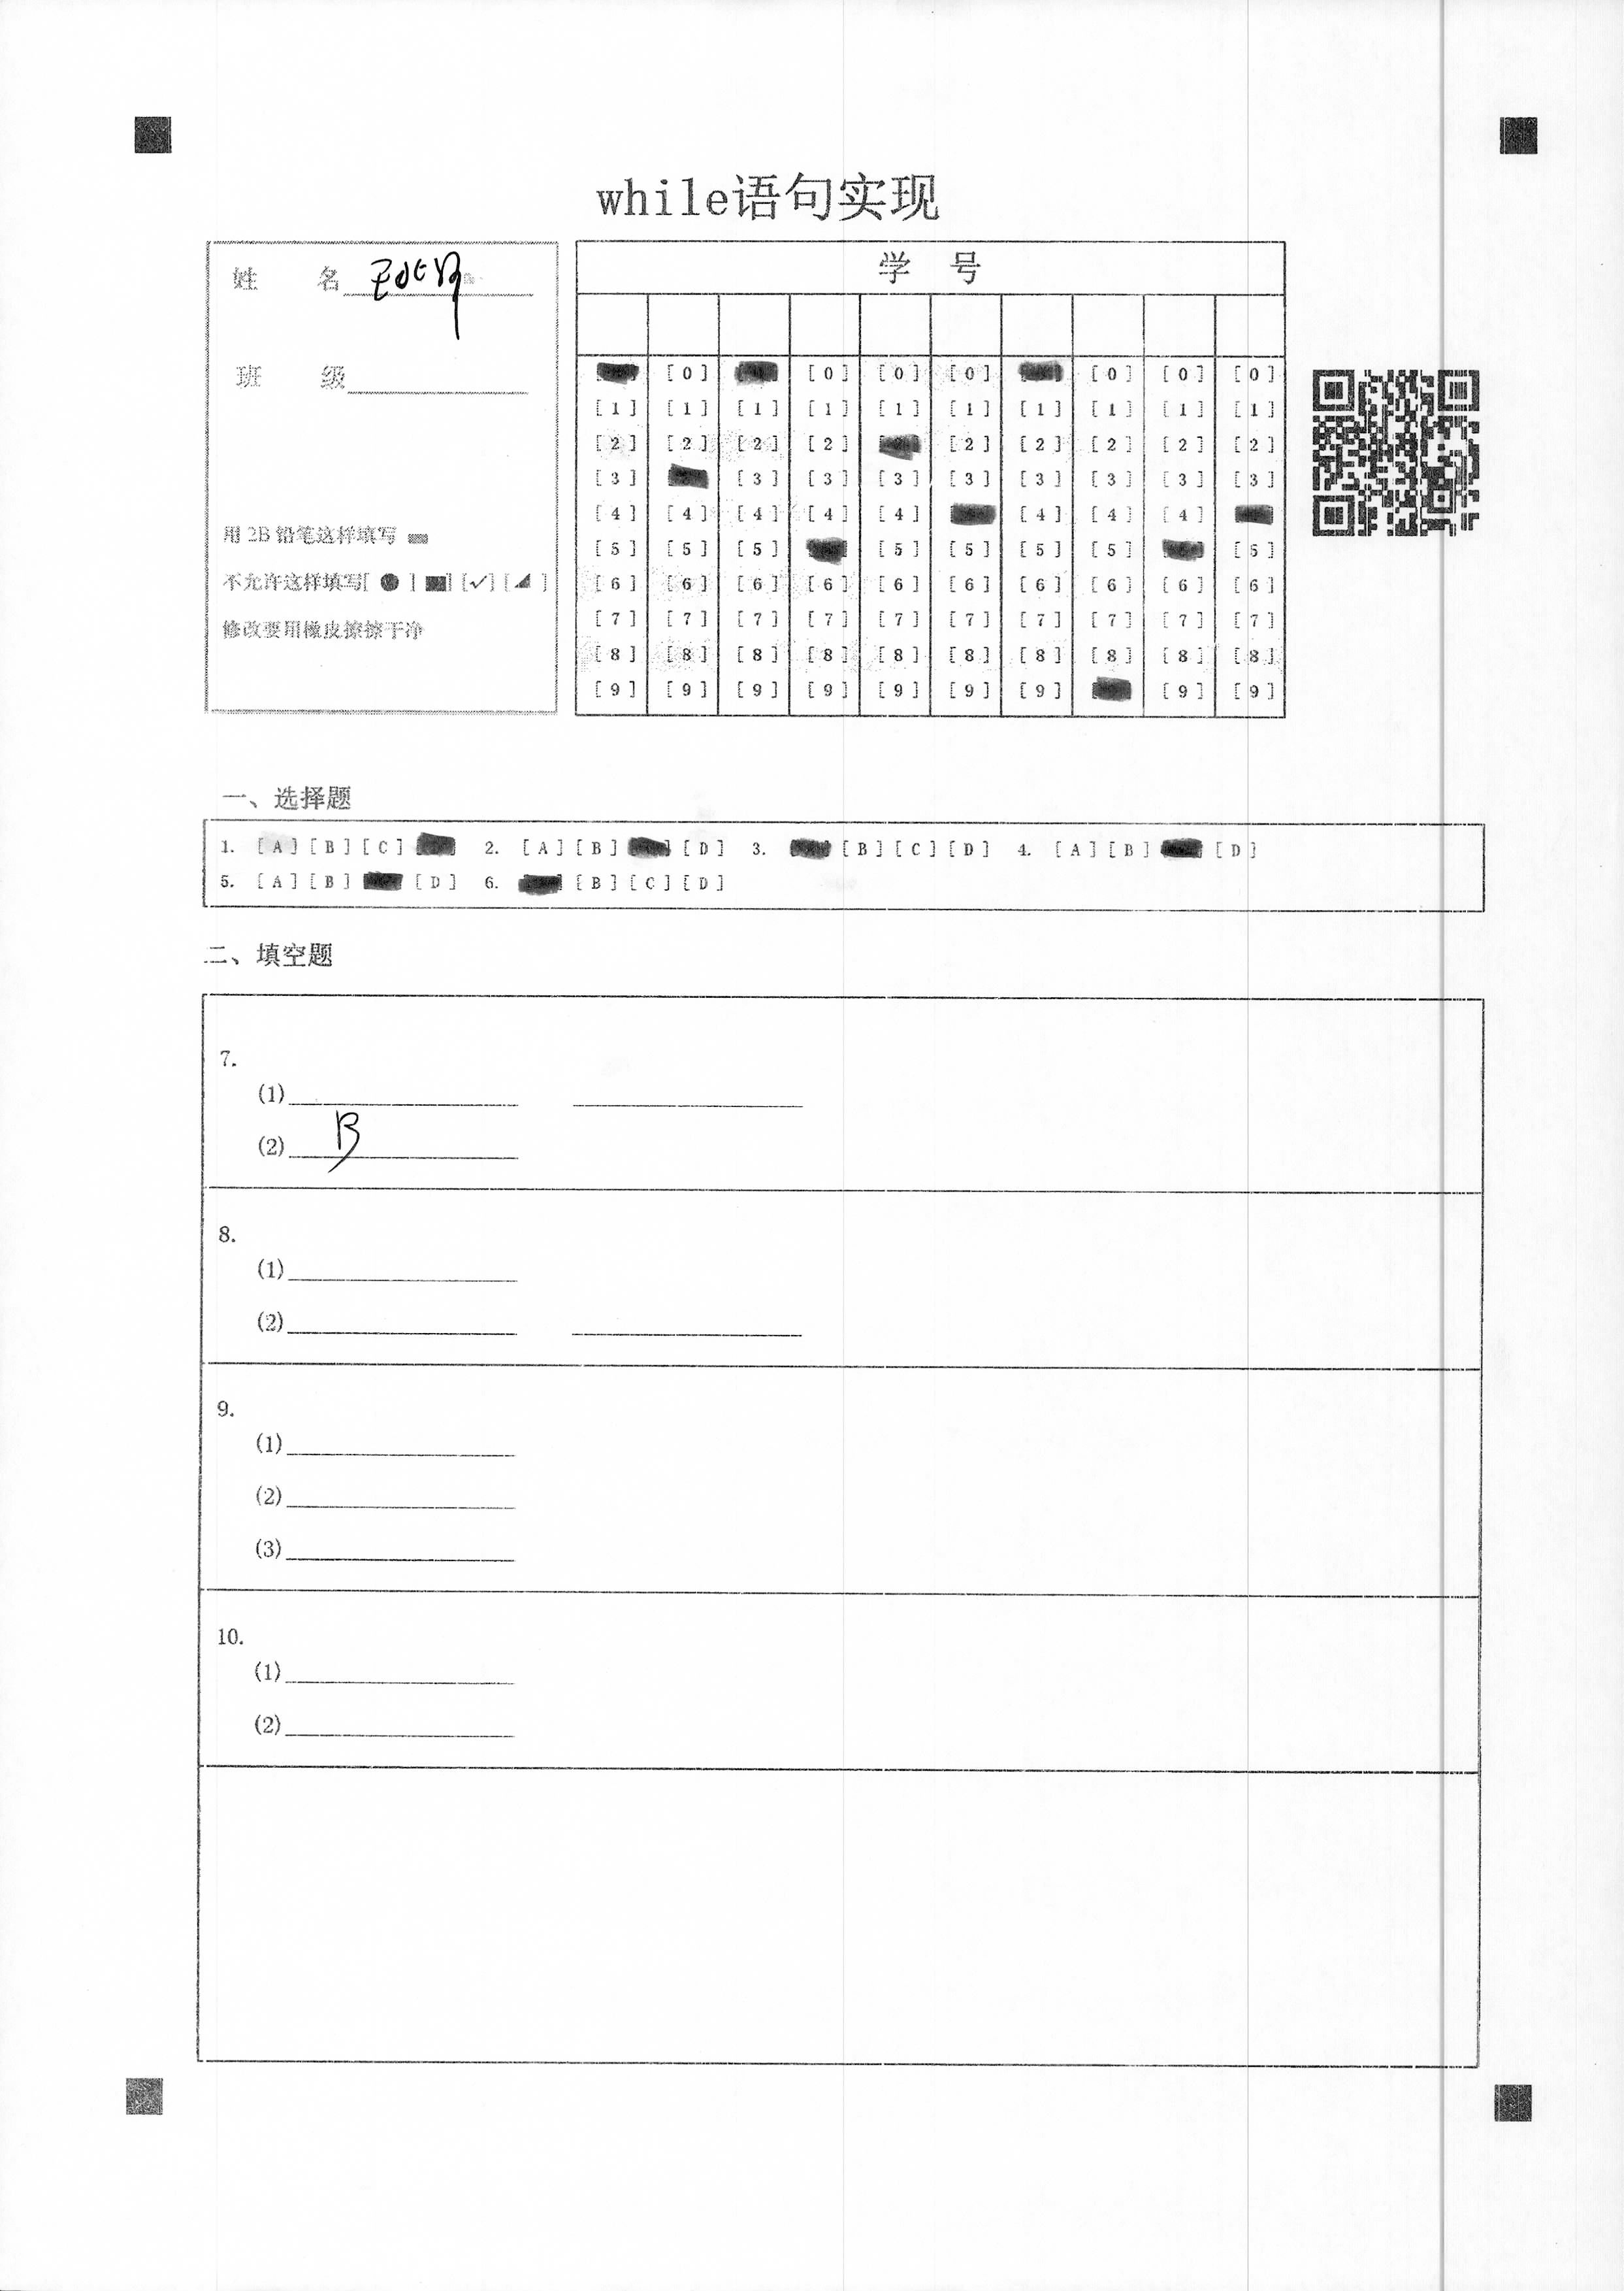 while语句实现
姓 名
班 级
用 2B 铅笔这样填写
不允许这样填写[ ● ] [■] [✓] [◢ ]
修改要用橡皮擦擦干净
学 号
[0] [0] [0] [0] [0] [0] [0]
[1] [1] [1] [1] [1] [1] [1] [1] [1] [1]
[2] [2] [2] [2] [2] [2] [2] [2] [2]
[3] [3] [3] [3] [3] [3] [3] [3] [3]
[4] [4] [4] [4] [4] [4] [4] [4]
[5] [5] [5] [5] [5] [5] [5] [5]
[6] [6] [6] [6] [6] [6] [6] [6] [6] [6]
[7] [7] [7] [7] [7] [7] [7] [7] [7] [7]
[8] [8] [8] [8] [8] [8] [8] [8] [8] [8]
[9] [9] [9] [9] [9] [9] [9] [9] [9]
一、选择题
1. [A] [B] [C] 2. [A] [B] [D] 3. [B] [C] [D] 4. [A] [B] [D]
5. [A] [B] [D] 6. [B] [C] [D]
二、填空题
7.
(1)
(2) B
8.
(1)
(2)
9.
(1)
(2)
(3)
10.
(1)
(2)